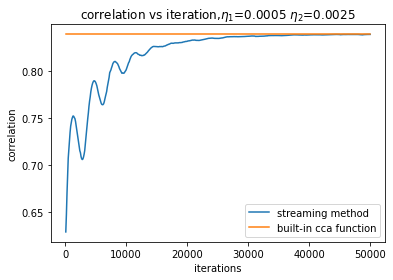 correlation vs iteration,η₁=0.0005 η₂=0.0025
correlation
0.80
0.75
0.70
0.65
0
10000
20000
30000
40000
50000
iterations
streaming method
built-in cca function